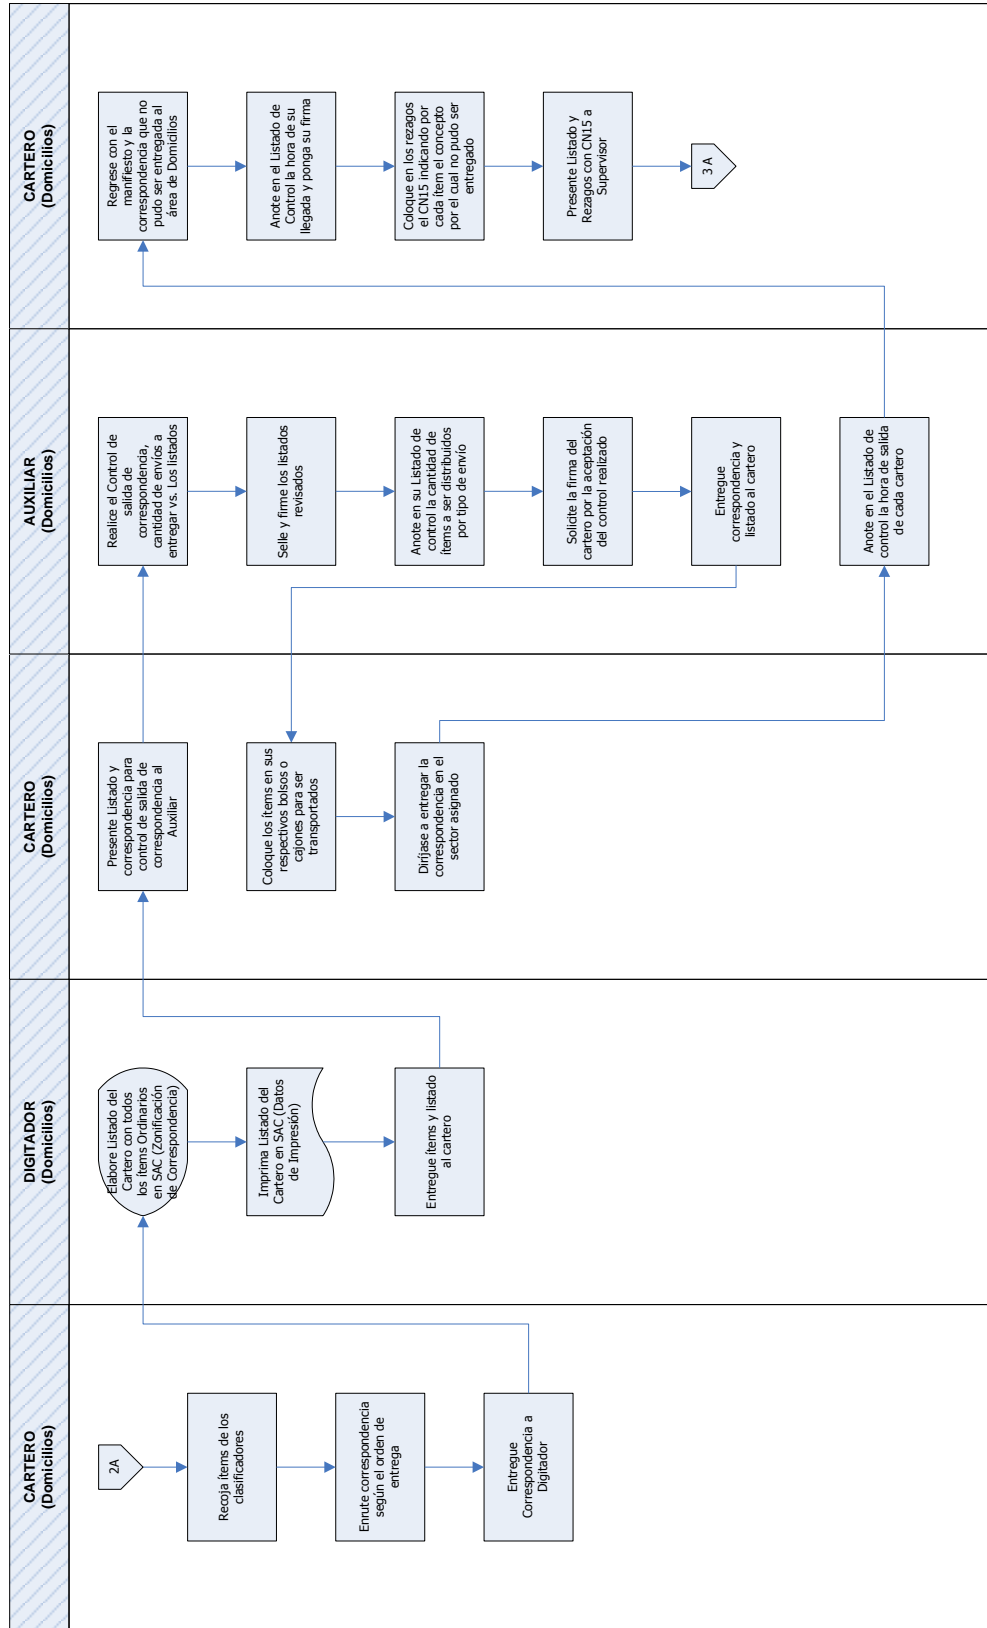 CARTERO
(Domicilios)
2A
Recoja ítems de los
clasificadores
Enrute correspondencia
según el orden de
entrega
Entregue
Correspondencia a
Digitador
DIGITADOR
(Domicilios)
Elabore Listado del
Cartero con todos
los ítems Ordinarios
en SAC (Zonificación
de Correspondencia)
Imprima Listado del
Cartero en SAC (Datos
de Impresión)
Entregue ítems y listado
al cartero
CARTERO
(Domicilios)
Presente Listado y
correspondencia para
control de salida de
correspondencia al
Auxiliar
Coloque los ítems en sus
respectivos bolsos o
cajones para ser
transportados
Diríjase a entregar la
correspondencia en el
sector asignado
AUXILIAR
(Domicilios)
Realice el Control de
salida de
correspondencia,
cantidad de envíos a
entregar vs. Los listados
Selle y firme los listados
revisados
Anote en su Listado de
control la cantidad de
ítems a ser distribuidos
por tipo de envío
Solicite la firma del
cartero por la aceptación
del control realizado
Entregue
correspondencia y
listado al cartero
Anote en el Listado de
control la hora de salida
de cada cartero
CARTERO
(Domicilios)
Regrese con el
manifiesto y la
correspondencia que no
pudo ser entregada al
área de Domicilios
Anote en el Listado de
Control la hora de su
llegada y ponga su firma
Coloque en los rezagos
el CN15 indicando por
cada ítem el concepto
por el cual no pudo ser
entregado
Presente Listado y
Rezagos con CN15 a
Supervisor
3 A